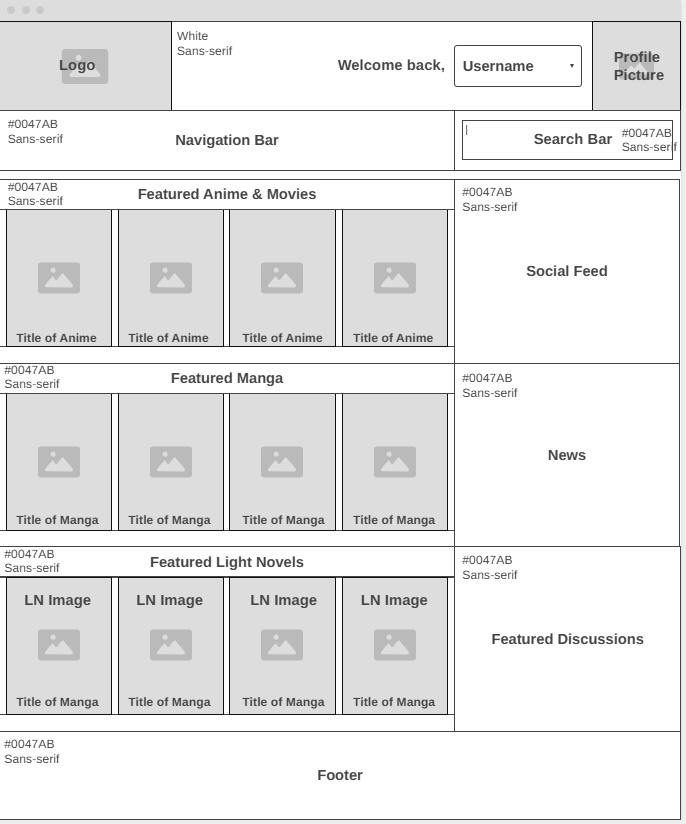 Logo
White
Sans-serif
Welcome back,
Username
Profile
Picture
#0047AB
Sans-serif
Navigation Bar
Search Bar
#0047AB
Sans-serif
#0047AB
Sans-serif
Featured Anime & Movies
Title of Anime
Title of Anime
Title of Anime
Title of Anime
#0047AB
Sans-serif
Social Feed
#0047AB
Sans-serif
Featured Manga
Title of Manga
Title of Manga
Title of Manga
Title of Manga
#0047AB
Sans-serif
News
#0047AB
Sans-serif
Featured Light Novels
LN Image
LN Image
LN Image
LN Image
Title of Manga
Title of Manga
Title of Manga
Title of Manga
#0047AB
Sans-serif
Featured Discussions
#0047AB
Sans-serif
Footer